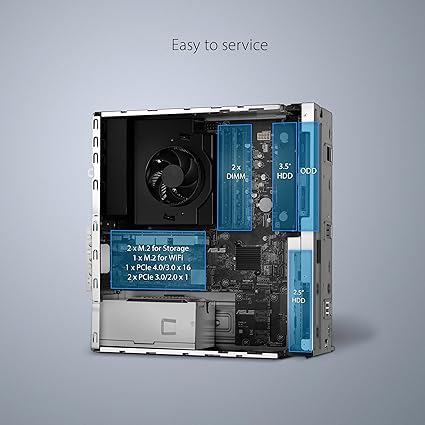 Easy to service
2 x
DIMM
3.5"
HDD
ODD
2 x M.2 for Storage
1 x M.2 for WiFi
1 x PCIe 4.0/3.0 x 16
2 x PCIe 3.0/2.0 x 1
ASUS
2.5"
HDD